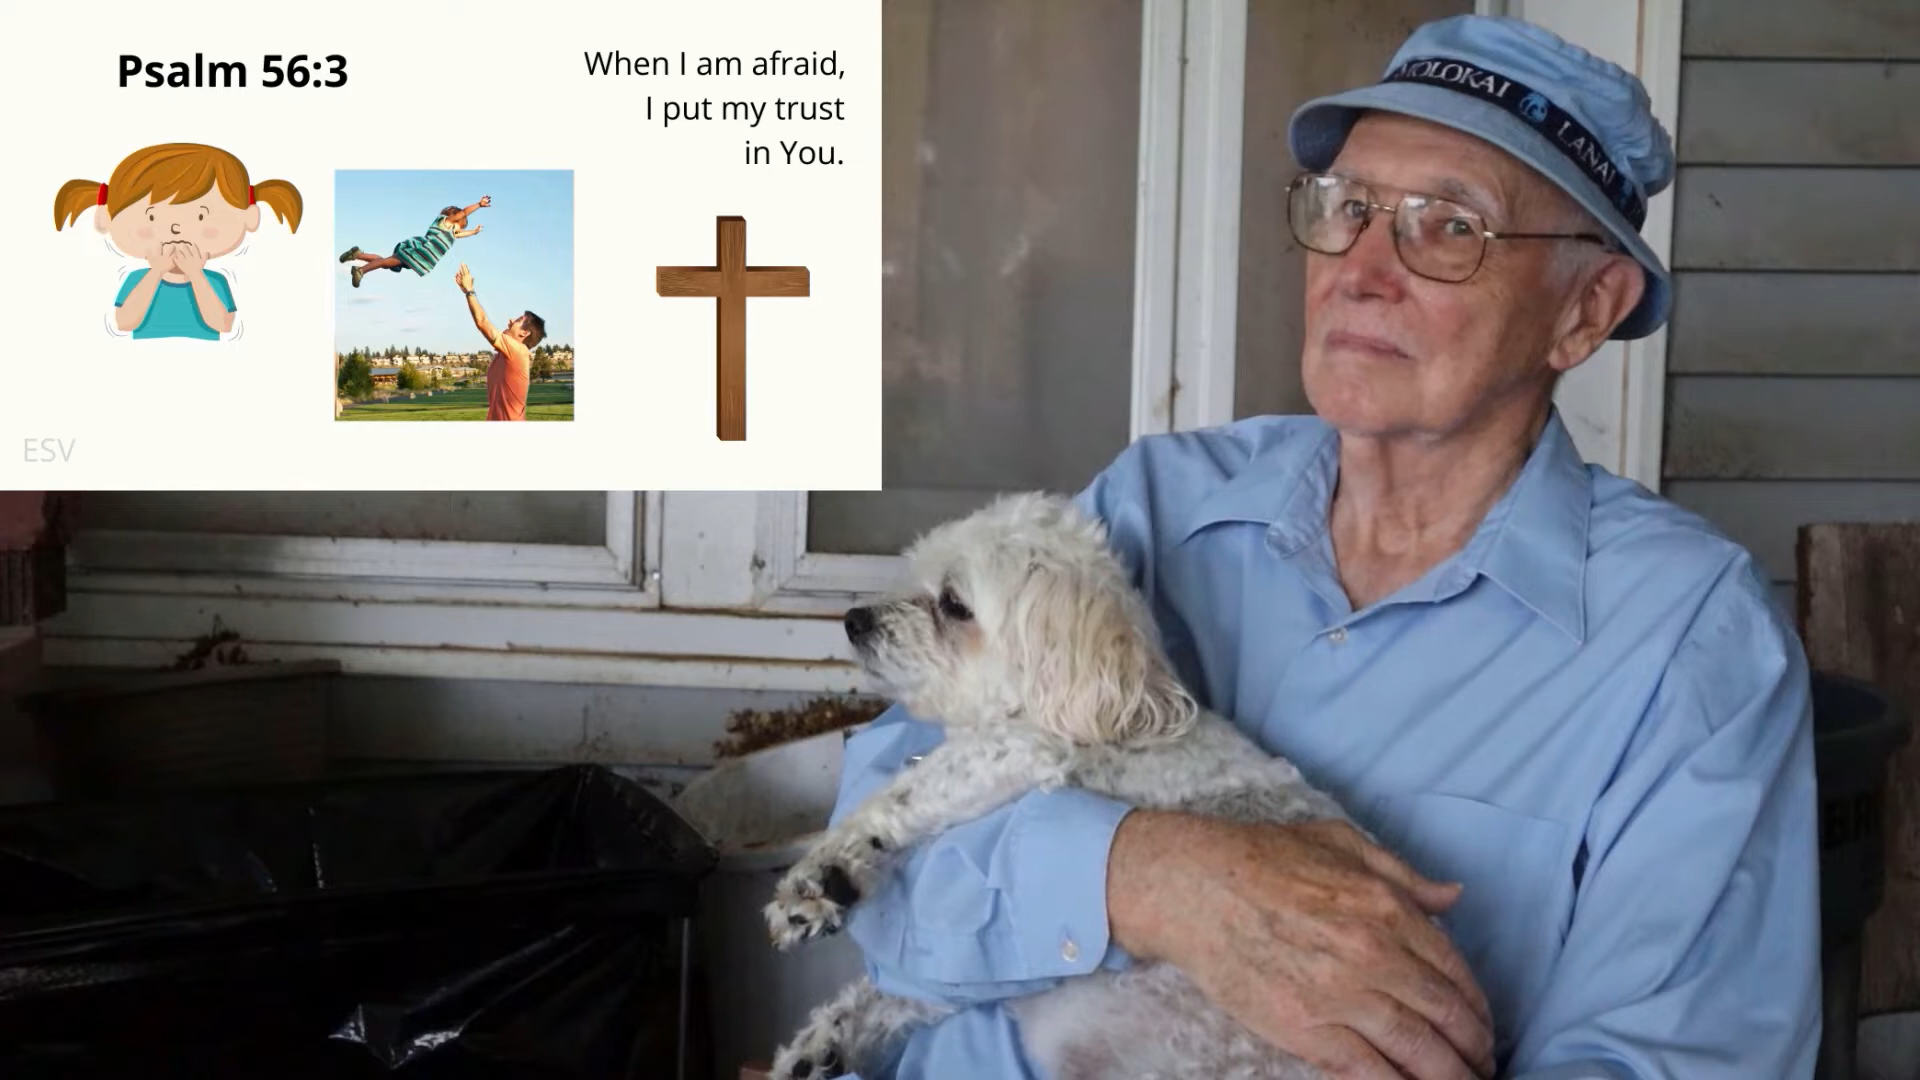 Psalm 56:3
When I am afraid,
I put my trust
in You.
ESV
MOLOKAI
LANAI